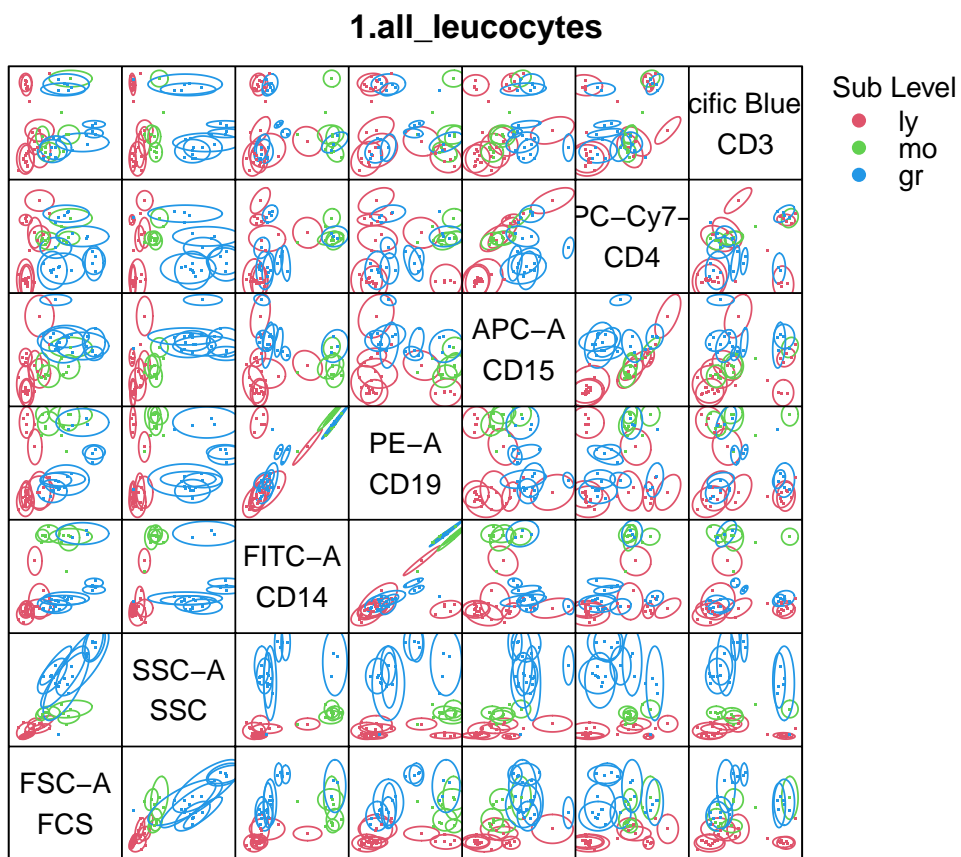 1.all_leucocytes
Sub Level
ly
mo
gr
cific Blue
CD3
PC−Cy7−
CD4
APC−A
CD15
PE−A
CD19
FITC−A
CD14
SSC−A
SSC
FSC−A
FCS